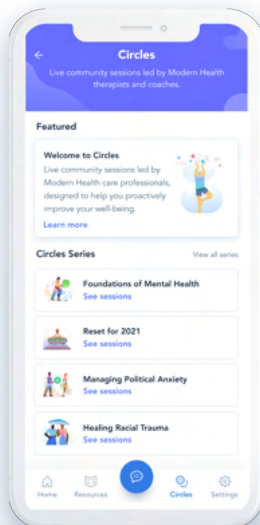 Circles
Live community sessions led by Modern Health
therapists and coaches.
Featured
Welcome to Circles
Live community sessions led by
Modern Health care professionals,
designed to help you proactively
improve your well-being.
Learn more
Circles Series View all series
Foundations of Mental Health
See sessions
Reset for 2021
See sessions
Managing Political Anxiety
See sessions
Healing Racial Trauma
See sessions
Home Resources Circles Settings